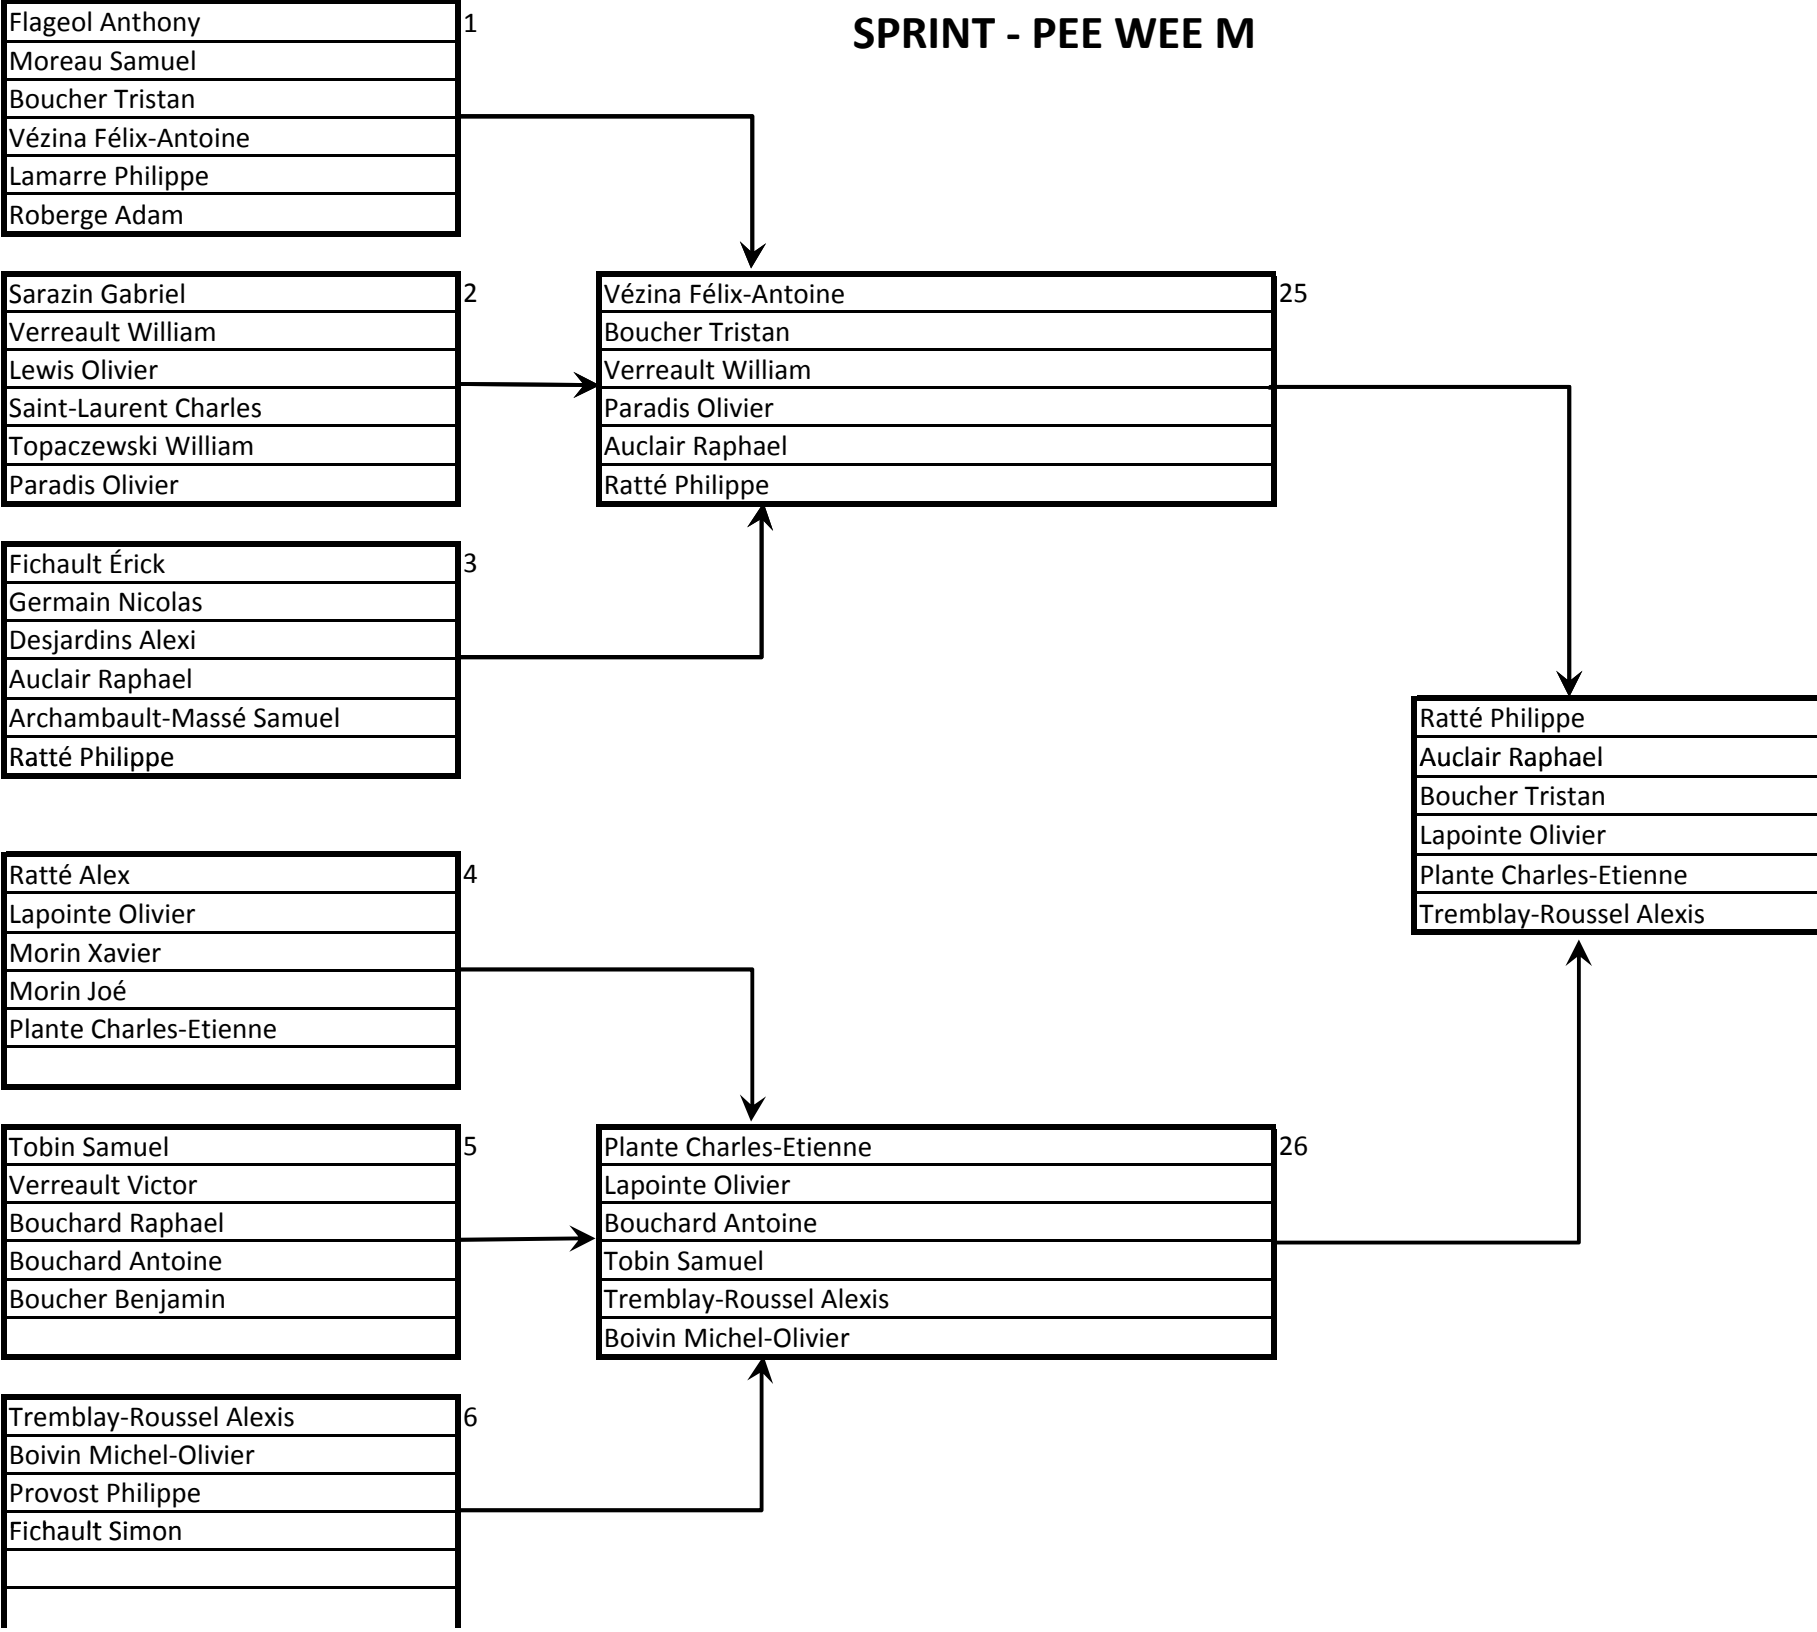 SPRINT - PEE WEE M
Flageol Anthony 1
Moreau Samuel
Boucher Tristan
Vézina Félix-Antoine
Lamarre Philippe
Roberge Adam
Sarazin Gabriel 2
Verreault William
Lewis Olivier
Saint-Laurent Charles
Topaczewski William
Paradis Olivier
Fichault Érick 3
Germain Nicolas
Desjardins Alexi
Auclair Raphael
Archambault-Massé Samuel
Ratté Philippe
Ratté Alex 4
Lapointe Olivier
Morin Xavier
Morin Joé
Plante Charles-Etienne
Tobin Samuel 5
Verreault Victor
Bouchard Raphael
Bouchard Antoine
Boucher Benjamin
Tremblay-Roussel Alexis 6
Boivin Michel-Olivier
Provost Philippe
Fichault Simon
Vézina Félix-Antoine 25
Boucher Tristan
Verreault William
Paradis Olivier
Auclair Raphael
Ratté Philippe
Plante Charles-Etienne 26
Lapointe Olivier
Bouchard Antoine
Tobin Samuel
Tremblay-Roussel Alexis
Boivin Michel-Olivier
Ratté Philippe
Auclair Raphael
Boucher Tristan
Lapointe Olivier
Plante Charles-Etienne
Tremblay-Roussel Alexis